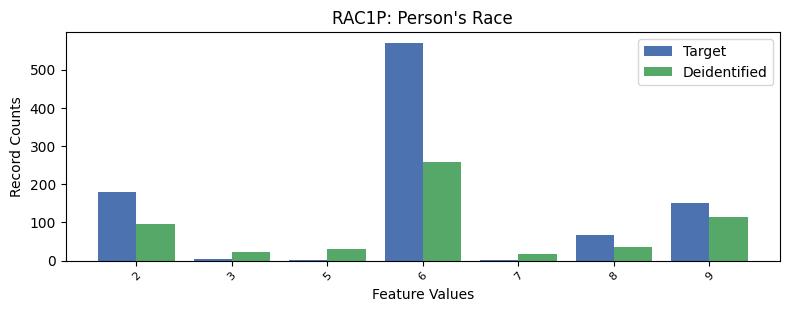 RAC1P: Person's Race
Target
Deidentified
Record Counts
500
400
300
200
100
0
2 3 5 6 7 8 9
Feature Values